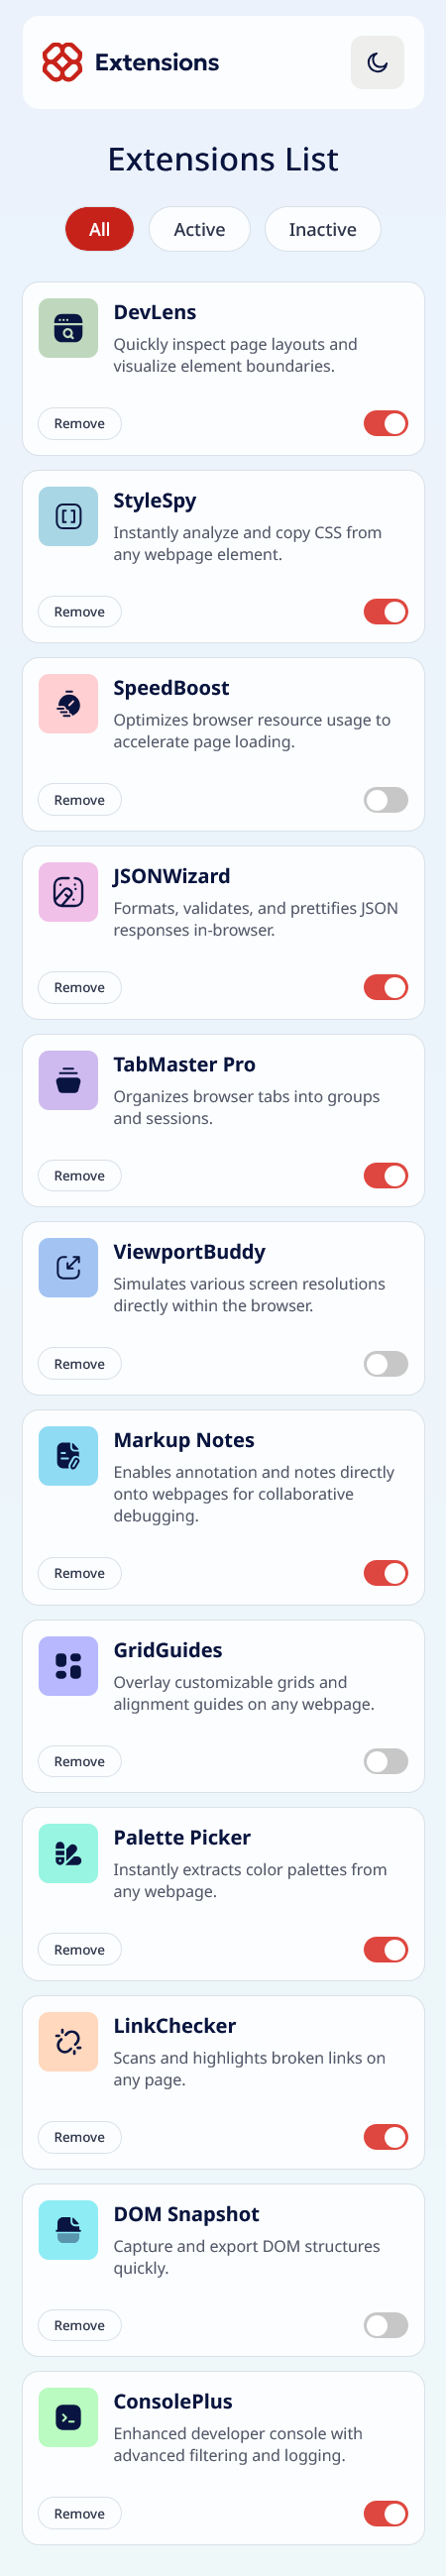 Extensions
Extensions List
All Active Inactive
DevLens
Quickly inspect page layouts and
visualize element boundaries.
Remove
StyleSpy
Instantly analyze and copy CSS from
any webpage element.
Remove
SpeedBoost
Optimizes browser resource usage to
accelerate page loading.
Remove
JSONWizard
Formats, validates, and prettifies JSON
responses in-browser.
Remove
TabMaster Pro
Organizes browser tabs into groups
and sessions.
Remove
ViewportBuddy
Simulates various screen resolutions
directly within the browser.
Remove
Markup Notes
Enables annotation and notes directly
onto webpages for collaborative
debugging.
Remove
GridGuides
Overlay customizable grids and
alignment guides on any webpage.
Remove
Palette Picker
Instantly extracts color palettes from
any webpage.
Remove
LinkChecker
Scans and highlights broken links on
any page.
Remove
DOM Snapshot
Capture and export DOM structures
quickly.
Remove
ConsolePlus
Enhanced developer console with
advanced filtering and logging.
Remove